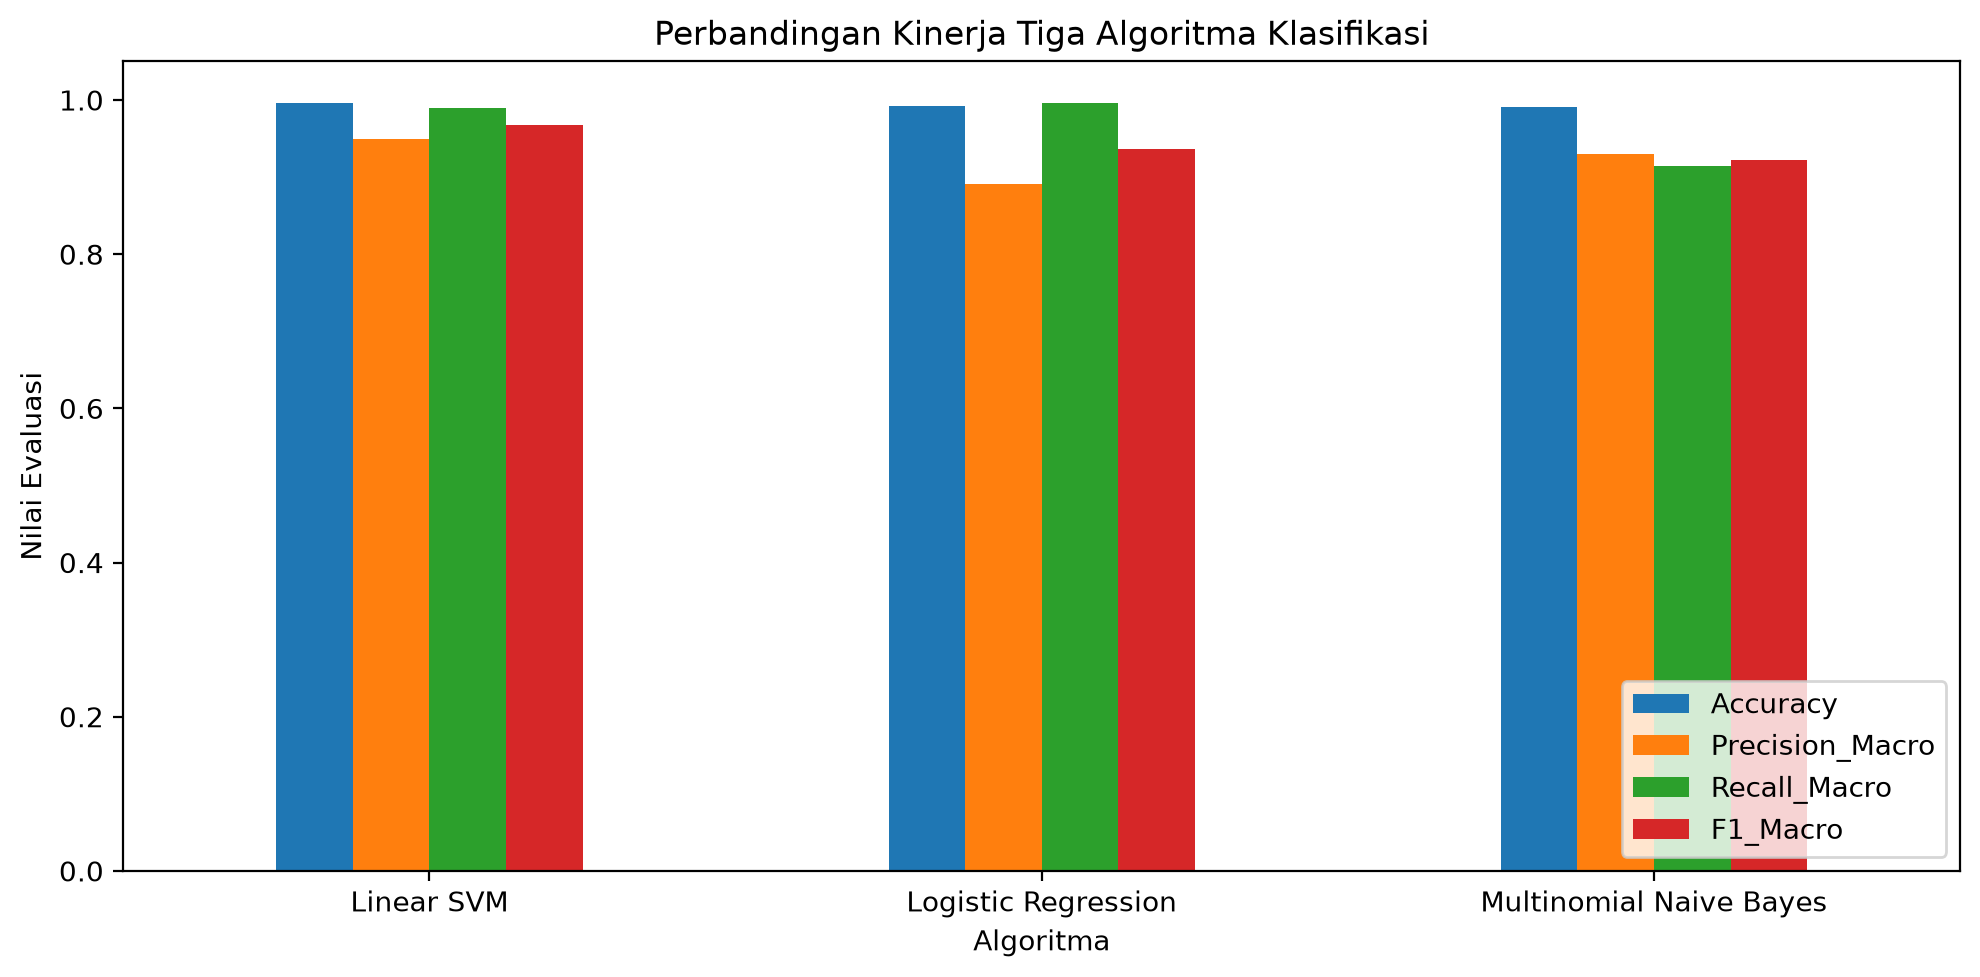 Perbandingan Kinerja Tiga Algoritma Klasifikasi
Nilai Evaluasi
1.0
0.8
0.6
0.4
0.2
0.0
Linear SVM
Logistic Regression
Multinomial Naive Bayes
Algoritma
Accuracy
Precision_Macro
Recall_Macro
F1_Macro